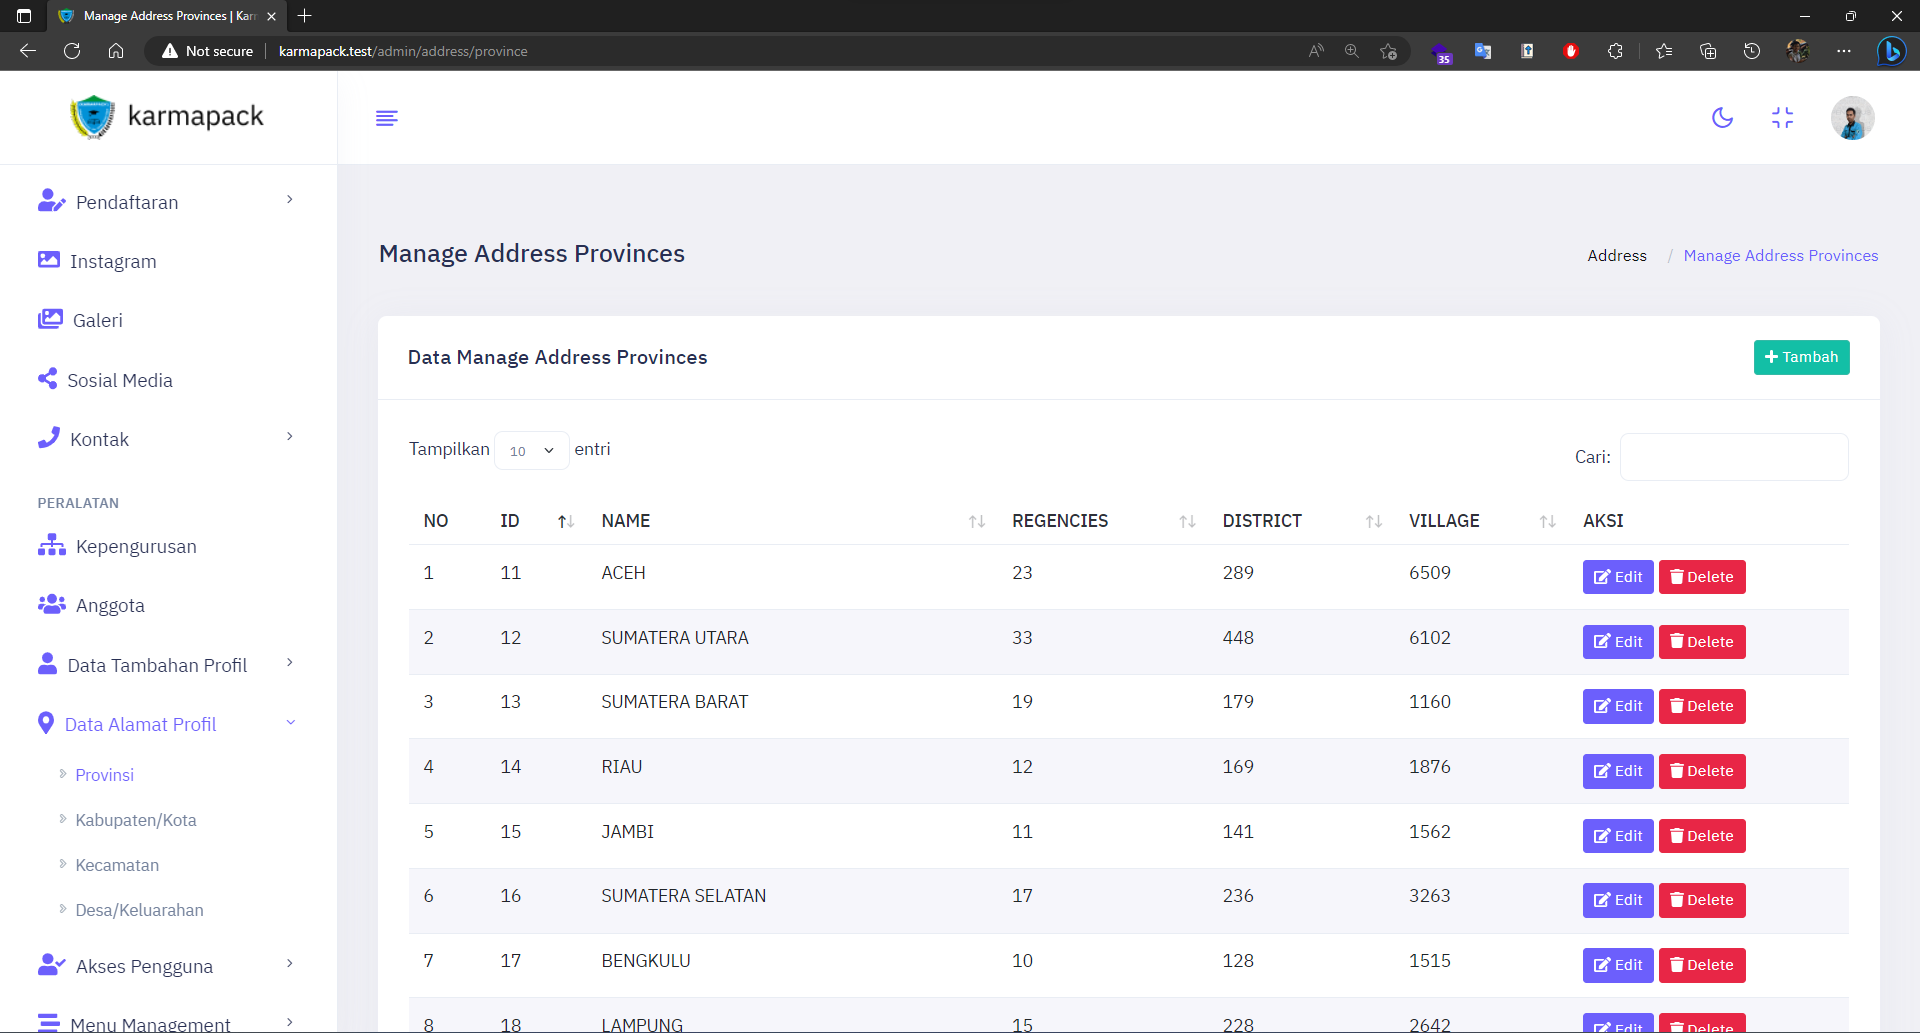 Manage Address Provinces | Kar
Not secure karmapack.test/admin/address/province
35
karmapack
Pendaftaran
Instagram
Galeri
Sosial Media
Kontak
PERALATAN
Kepengurusan
Anggota
Data Tambahan Profil
Data Alamat Profil
Provinsi
Kabupaten/Kota
Kecamatan
Desa/Keluarahan
Akses Pengguna
Menu Management
Manage Address Provinces
Address / Manage Address Provinces
Data Manage Address Provinces
Tambah
Tampilkan 10 entri
Cari:
NO ID NAME REGENCIES DISTRICT VILLAGE AKSI
1 11 ACEH 23 289 6509 Edit Delete
2 12 SUMATERA UTARA 33 448 6102 Edit Delete
3 13 SUMATERA BARAT 19 179 1160 Edit Delete
4 14 RIAU 12 169 1876 Edit Delete
5 15 JAMBI 11 141 1562 Edit Delete
6 16 SUMATERA SELATAN 17 236 3263 Edit Delete
7 17 BENGKULU 10 128 1515 Edit Delete
8 18 LAMPUNG 15 228 2642 Edit Delete